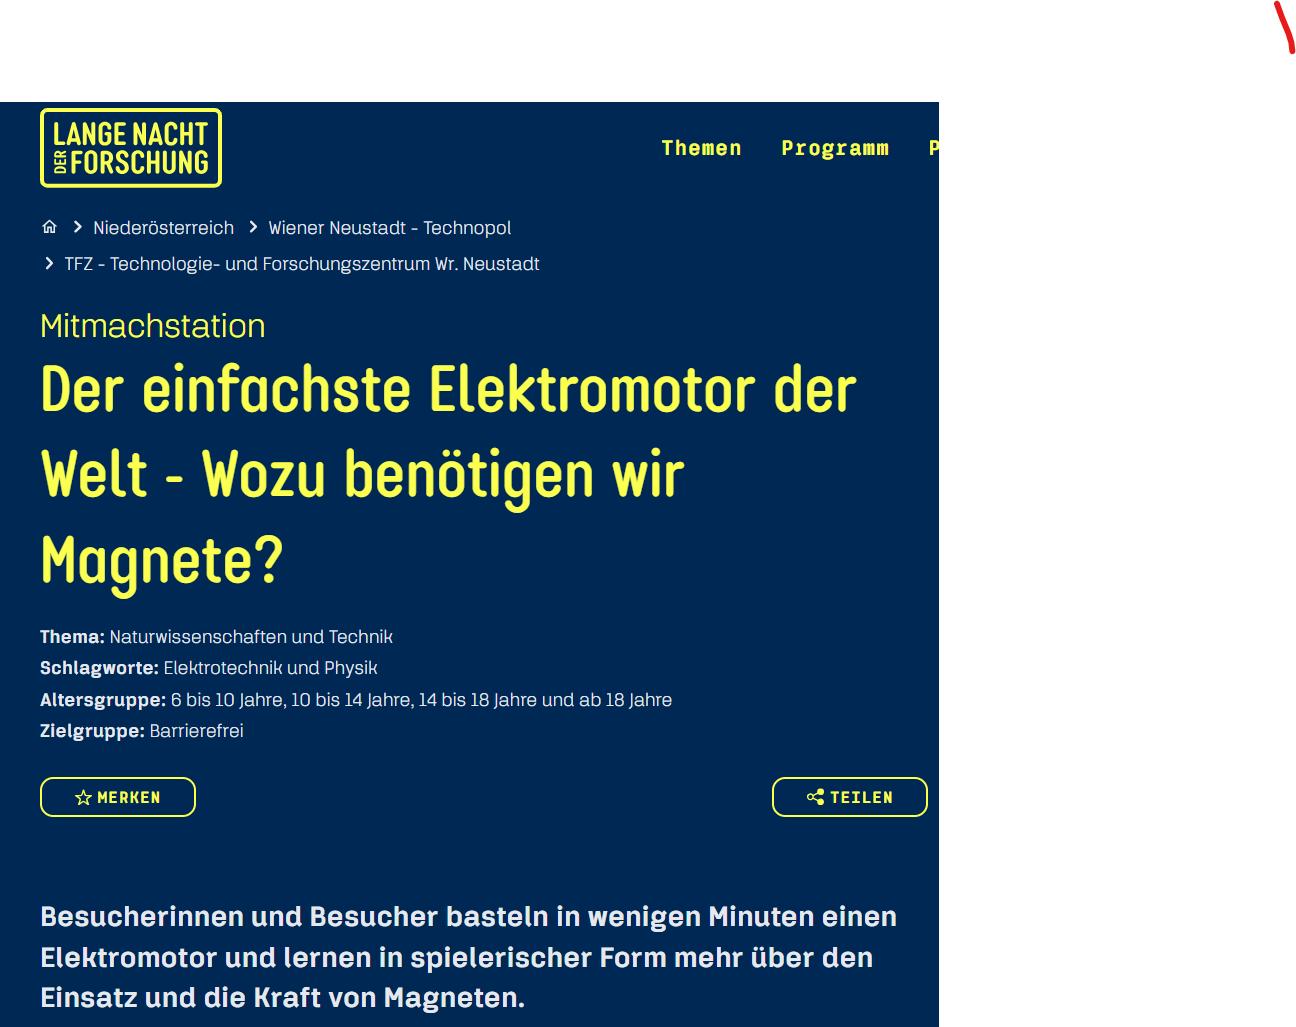 LANGE NACHT
DER FORSCHUNG
Themen Programm P
Niederösterreich > Wiener Neustadt - Technopol
> TFZ - Technologie- und Forschungszentrum Wr. Neustadt
Mitmachstation
Der einfachste Elektromotor der
Welt - Wozu benötigen wir
Magnete?
Thema: Naturwissenschaften und Technik
Schlagworte: Elektrotechnik und Physik
Altersgruppe: 6 bis 10 Jahre, 10 bis 14 Jahre, 14 bis 18 Jahre und ab 18 Jahre
Zielgruppe: Barrierefrei
MERKEN
TEILEN
Besucherinnen und Besucher basteln in wenigen Minuten einen
Elektromotor und lernen in spielerischer Form mehr über den
Einsatz und die Kraft von Magneten.